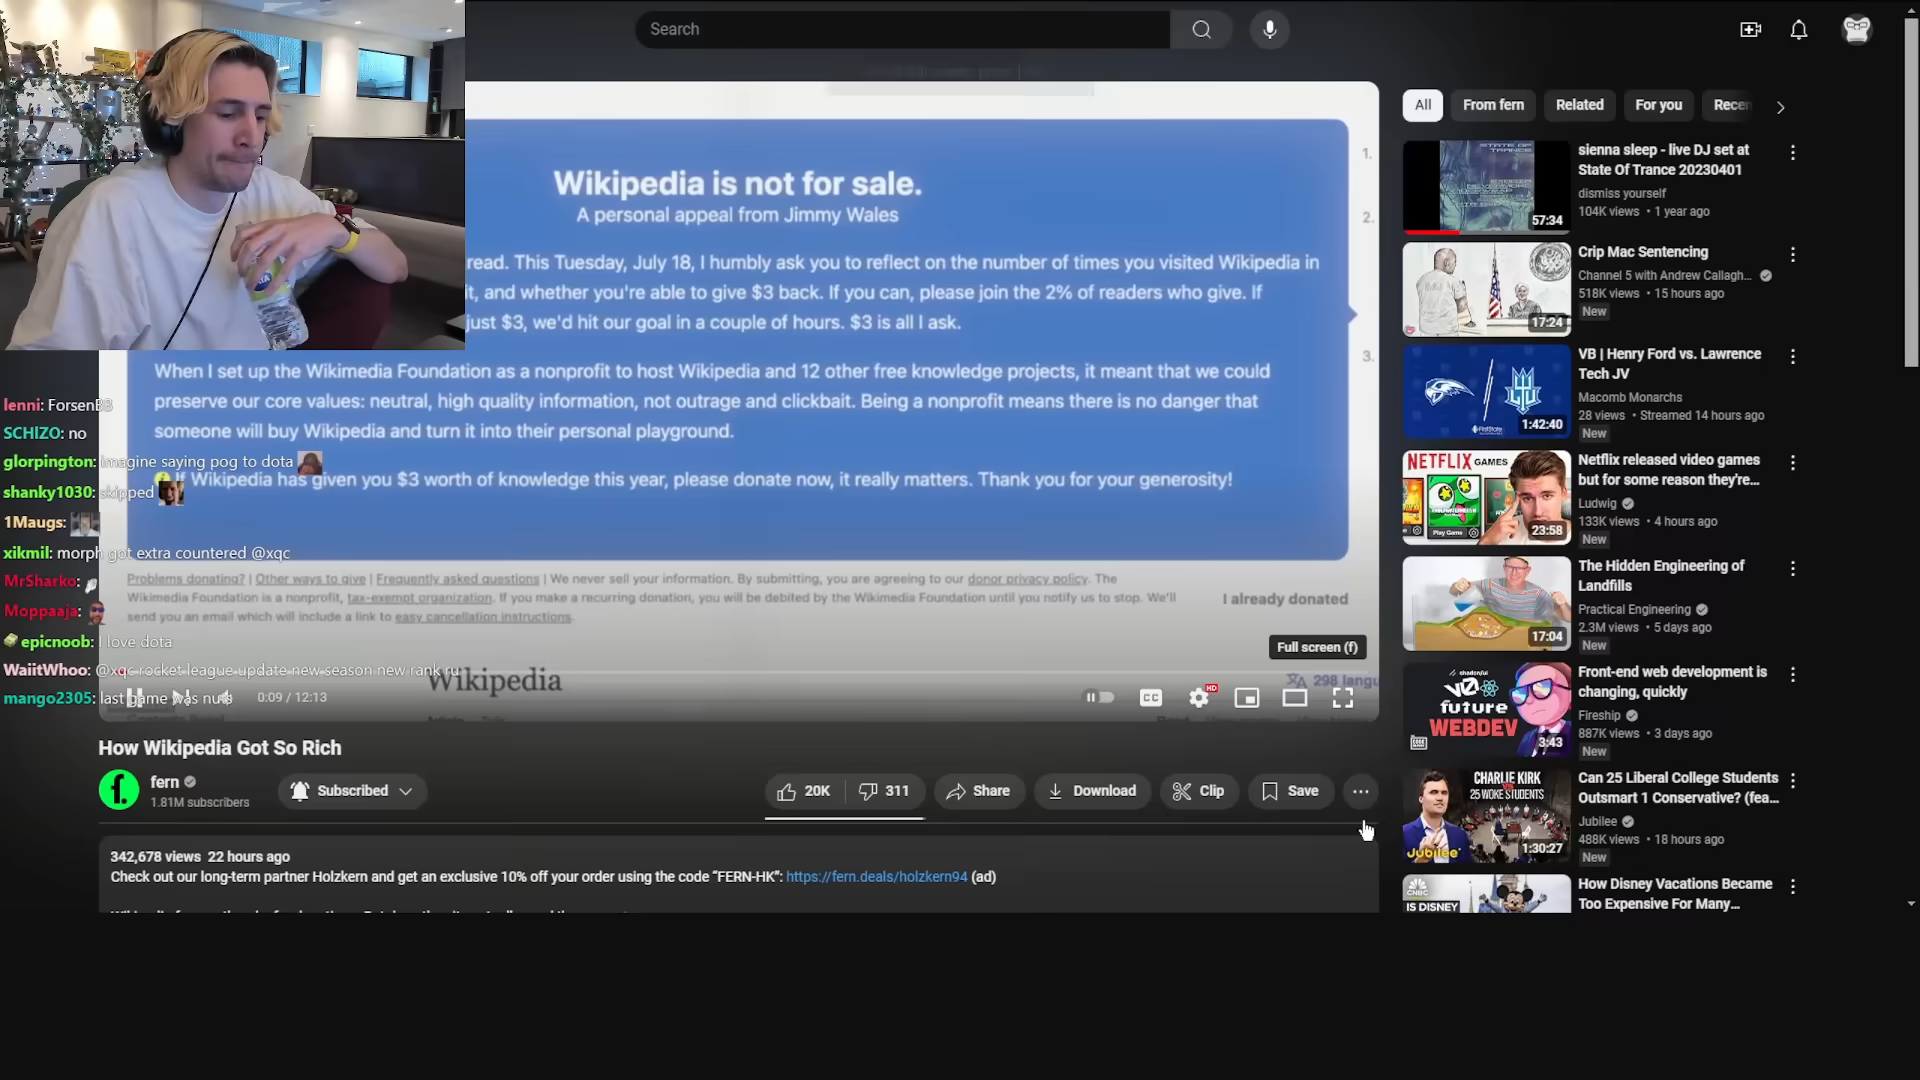 Search
Wikipedia is not for sale.
A personal appeal from Jimmy Wales
read. This Tuesday, July 18, I humbly ask you to reflect on the number of times you visited Wikipedia in
t, and whether you're able to give $3 back. If you can, please join the 2% of readers who give. If
just $3, we'd hit our goal in a couple of hours. $3 is all I ask.
When I set up the Wikimedia Foundation as a nonprofit to host Wikipedia and 12 other free knowledge projects, it meant that we could
preserve our core values: neutral, high quality information, not outrage and clickbait. Being a nonprofit means there is no danger that
someone will buy Wikipedia and turn it into their personal playground.
If Wikipedia has given you $3 worth of knowledge this year, please donate now, it really matters. Thank you for your generosity!
1.
2.
3.
Problems donating? | Other ways to give | Frequently asked questions | We never sell your information. By submitting, you are agreeing to our donor privacy policy. The
Wikimedia Foundation is a nonprofit, tax-exempt organization. If you make a recurring donation, you will be debited by the Wikimedia Foundation until you notify us to stop. We'll
send you an email which will include a link to easy cancellation instructions.
I already donated
Full screen (f)
Wikipedia
298 langu
lenni: ForsenB3
SCHIZO: no
glorpington: imagine saying pog to dota
shanky1030: skipped
1Maugs:
xikmil: morph got extra countered @xqc
MrSharko:
Moppaaja:
epicnoob: I love dota
WaiitWhoo: @xqc rocket league update new season new rank ru
mango2305: last game was nuts
0:09 / 12:13
CC
HD
How Wikipedia Got So Rich
f.
fern
1.81M subscribers
Subscribed
20K
311
Share
Download
Clip
Save
342,678 views 22 hours ago
Check out our long-term partner Holzkern and get an exclusive 10% off your order using the code “FERN-HK”: https://fern.deals/holzkern94 (ad)
All
From fern
Related
For you
Recen
STATE OF TRANCE
57:34
sienna sleep - live DJ set at
State Of Trance 20230401
dismiss yourself
104K views • 1 year ago
17:24
Crip Mac Sentencing
Channel 5 with Andrew Callagh...
518K views • 15 hours ago
New
1:42:40
VB | Henry Ford vs. Lawrence
Tech JV
Macomb Monarchs
28 views • Streamed 14 hours ago
New
NETFLIX GAMES
Play Game
23:58
Netflix released video games
but for some reason they're...
Ludwig
133K views • 4 hours ago
New
17:04
The Hidden Engineering of
Landfills
Practical Engineering
2.3M views • 5 days ago
New
shadonful
v0
future
WEBDEV
3:43
Front-end web development is
changing, quickly
Fireship
887K views • 3 days ago
New
CHARLIE KIRK
VS
25 WOKE STUDENTS
Jubilee
1:30:27
Can 25 Liberal College Students
Outsmart 1 Conservative? (fea...
Jubilee
488K views • 18 hours ago
New
CNBC
IS DISNEY
How Disney Vacations Became
Too Expensive For Many...